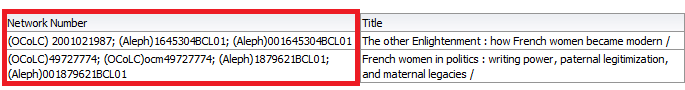 Network Number Title
(OCoLC) 2001021987; (Aleph)1645304BCL01; (Aleph)001645304BCL01 The other Enlightenment : how French women became modern /
(OCoLC)49727774; (OCoLC)ocm49727774; (Aleph)1879621BCL01; French women in politics : writing power, paternal legitimization,
(Aleph)001879621BCL01 and maternal legacies /